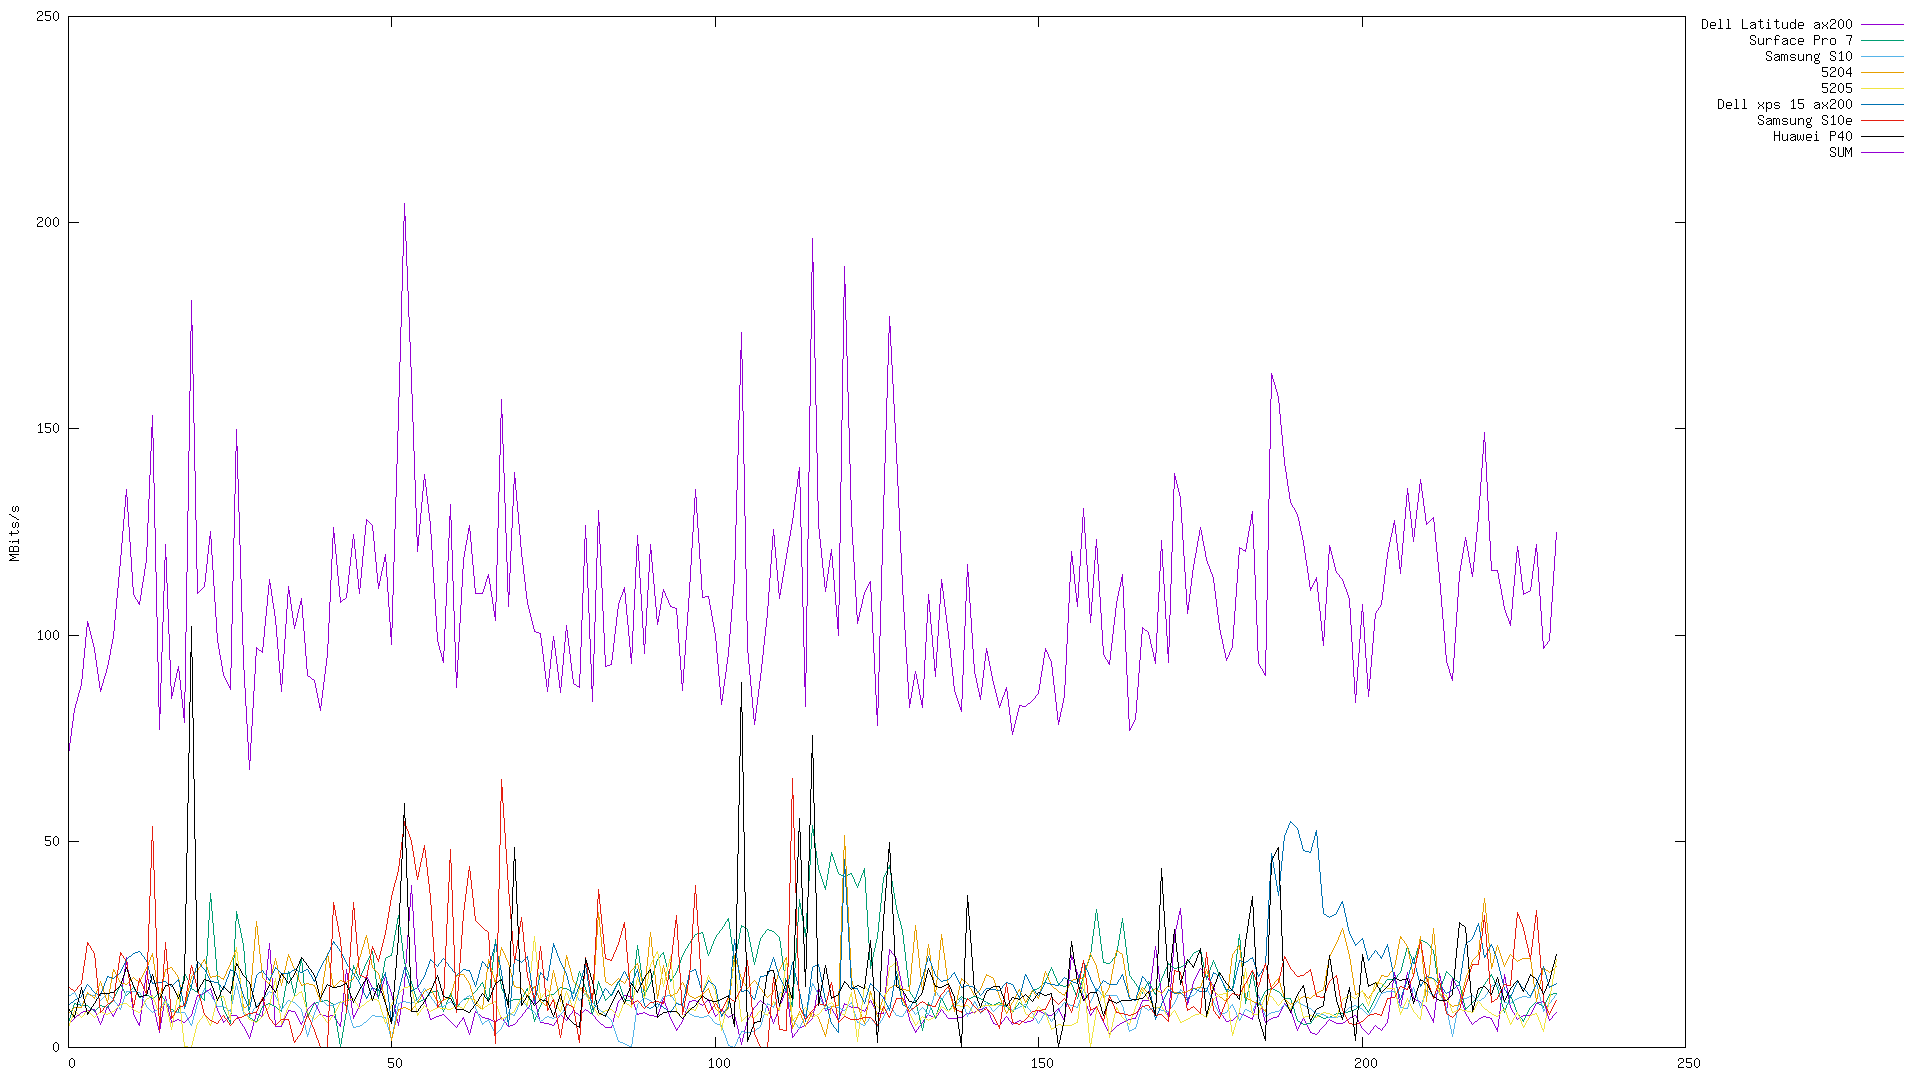 250
200
150
100
50
0
MBits/s
0 50 100 150 200 250
Dell Latitude ax200
Surface Pro 7
Samsung S10
5204
5205
Dell xps 15 ax200
Samsung S10e
Huawei P40
SUM